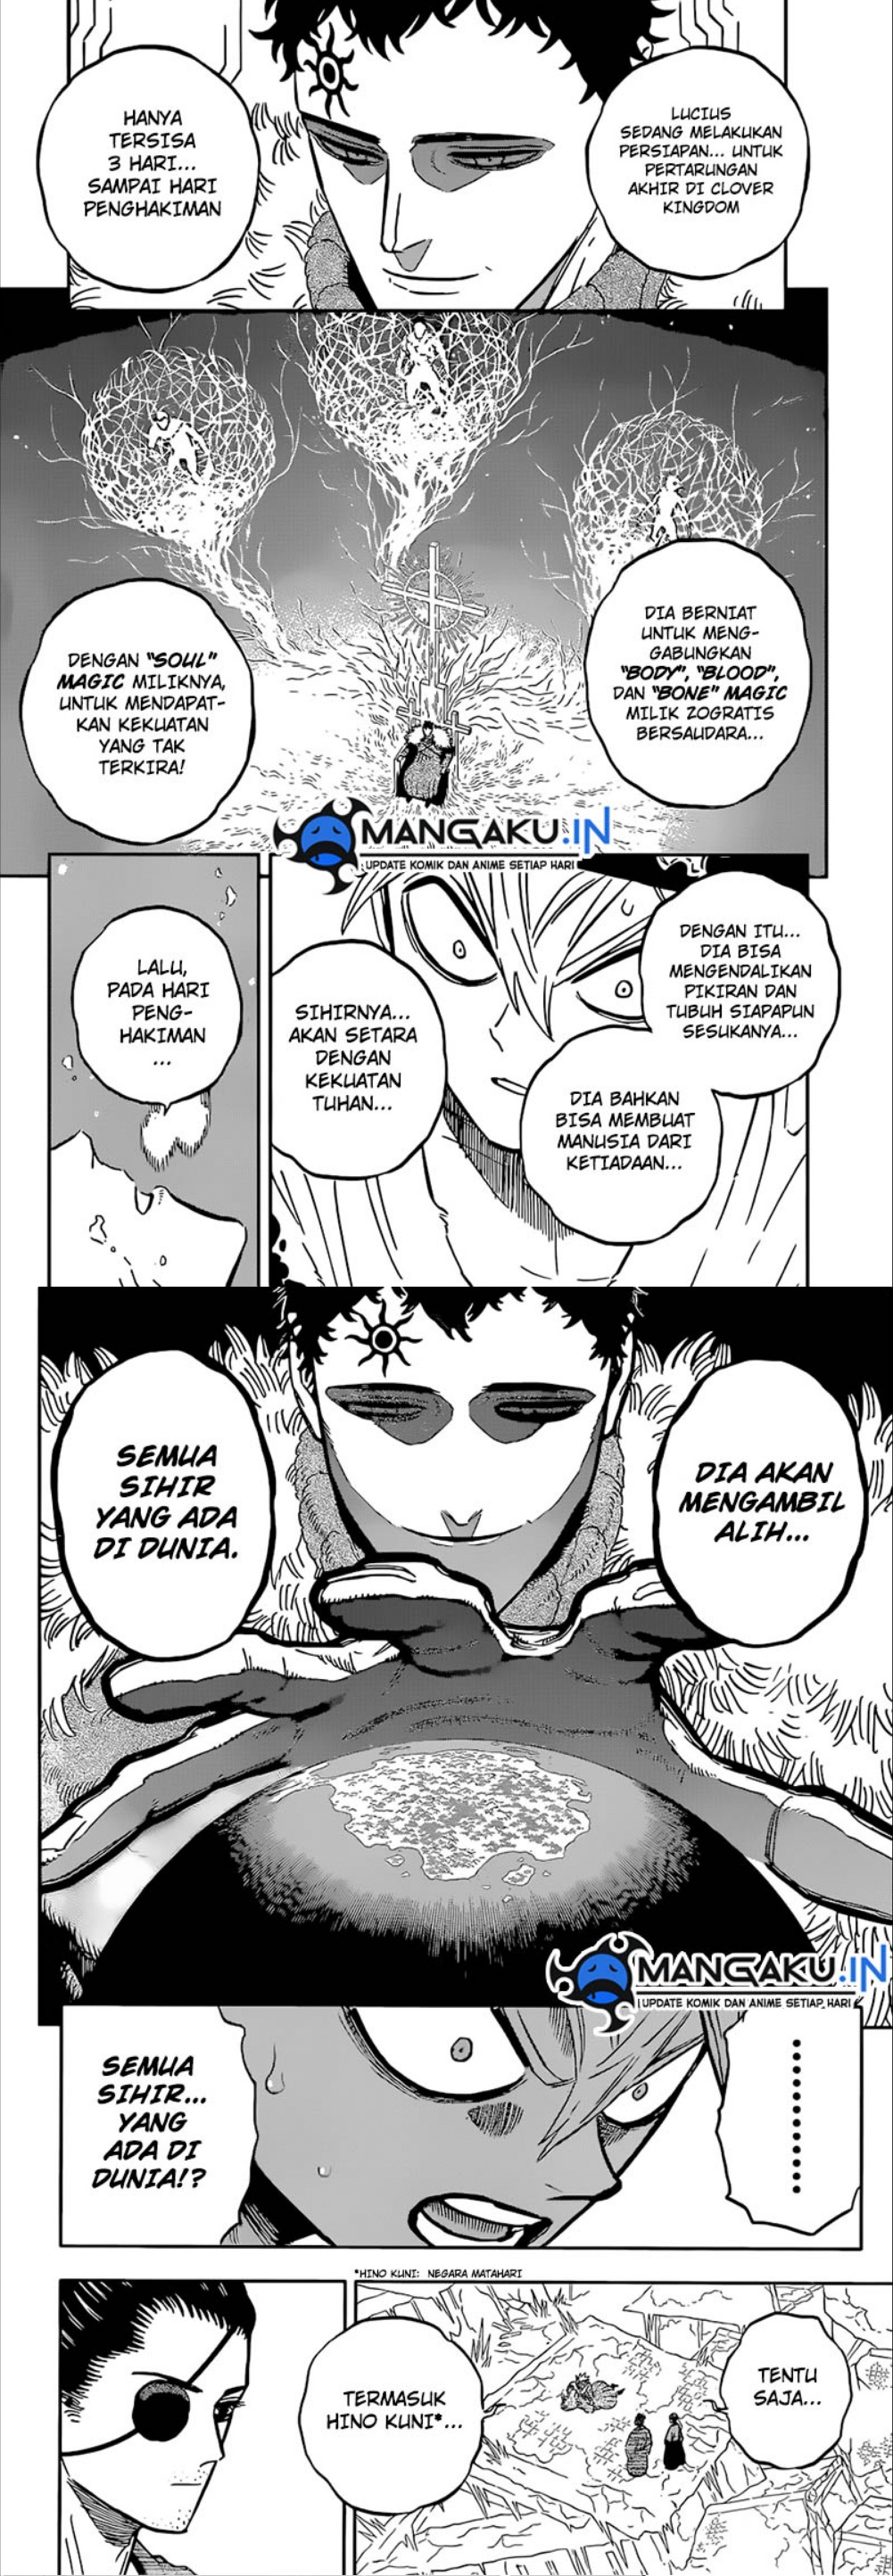 LUCIUS
SEDANG MELAKUKAN
PERSIAPAN... UNTUK
PERTARUNGAN
AKHIR DI CLOVER
KINGDOM
HANYA
TERSISA
3 HARI...
SAMPAI HARI
PENGHAKIMAN
DIA BERNIAT
UNTUK MENG-
GABUNGKAN
"BODY", "BLOOD",
DAN "BONE" MAGIC
MILIK ZOGRATIS
BERSAUDARA...
DENGAN "SOUL"
MAGIC MILIKNYA,
UNTUK MENDAPAT-
KAN KEKUATAN
YANG TAK
TERKIRA!
MANGAKU.IN
UPDATE KOMIK DAN ANIME SETIAP HARI
DENGAN ITU...
DIA BISA
MENGENDALIKAN
PIKIRAN DAN
TUBUH SIAPAPUN
SESUKANYA...
DIA BAHKAN
BISA MEMBUAT
MANUSIA DARI
KETIADAAN...
SIHIRNYA...
AKAN SETARA
DENGAN
KEKUATAN
TUHAN...
LALU,
PADA HARI
PENG-
HAKIMAN
...
DIA AKAN
MENGAMBIL
ALIH...
SEMUA
SIHIR
YANG ADA
DI DUNIA.
MANGAKU.IN
UPDATE KOMIK DAN ANIME SETIAP HARI
............
SEMUA
SIHIR...
YANG
ADA DI
DUNIA!?
*HINO KUNI: NEGARA MATAHARI
TENTU
SAJA...
TERMASUK
HINO KUNI*...